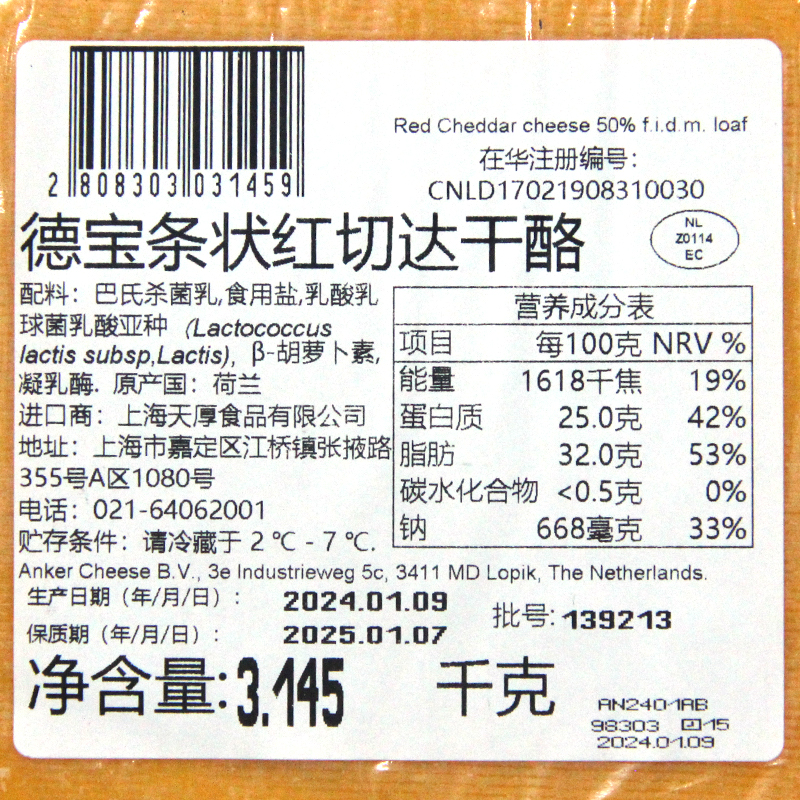 Red Cheddar cheese 50% f.i.d.m. loaf
在华注册编号：
CNLD17021908310030
2 808303 031459
德宝条状红切达干酪
NL
Z0114
EC
配料：巴氏杀菌乳,食用盐,乳酸乳
球菌乳酸亚种（Lactococcus
lactis subsp,Lactis), β-胡萝卜素,
凝乳酶. 原产国：荷兰
进口商：上海天厚食品有限公司
地址：上海市嘉定区江桥镇张掖路
355号A区1080号
电话：021-64062001
贮存条件：请冷藏于 2 ℃ - 7 ℃.
营养成分表
项目 每100克 NRV %
能量 1618千焦 19%
蛋白质 25.0克 42%
脂肪 32.0克 53%
碳水化合物 <0.5克 0%
钠 668毫克 33%
Anker Cheese B.V., 3e Industrieweg 5c, 3411 MD Lopik, The Netherlands.
生产日期（年/月/日）： 2024.01.09
保质期（年/月/日）： 2025.01.07
批号: 139213
净含量: 3.145 千克
AN2401AB
98303 15
2024.01.09